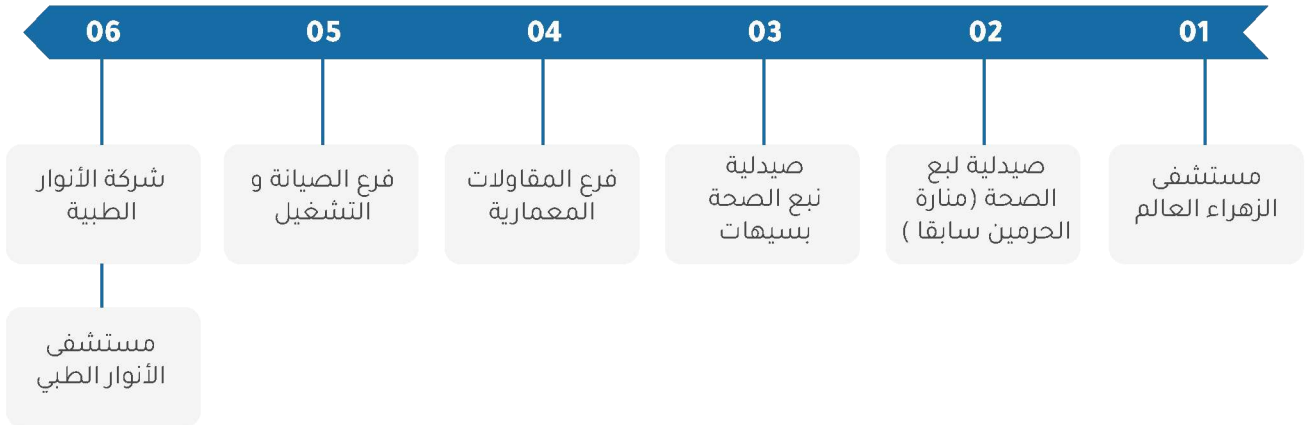 01
02
03
04
05
06
مستشفى
الزهراء العالم
صيدلية لبع
الصحة (منارة
الحرمين سابقا )
صيدلية
نبع الصحة
بسيهات
فرع المقاولات
المعمارية
فرع الصيانة و
التشغيل
شركة الأنوار
الطبية
مستشفى
الأنوار الطبي